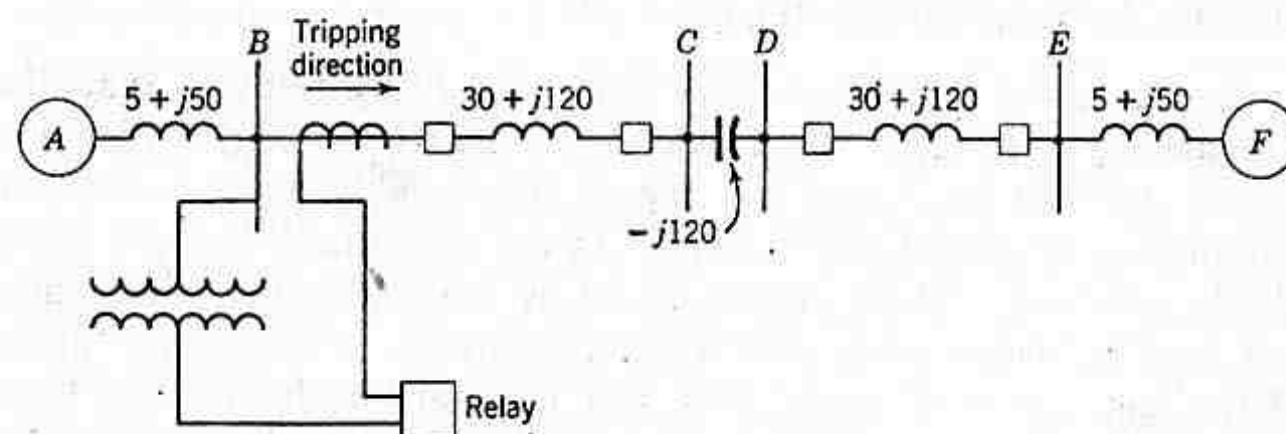 B
Tripping
direction
C
D
E
5 + j50
30 + j120
30 + j120
5 + j50
A
F
− j120
Relay